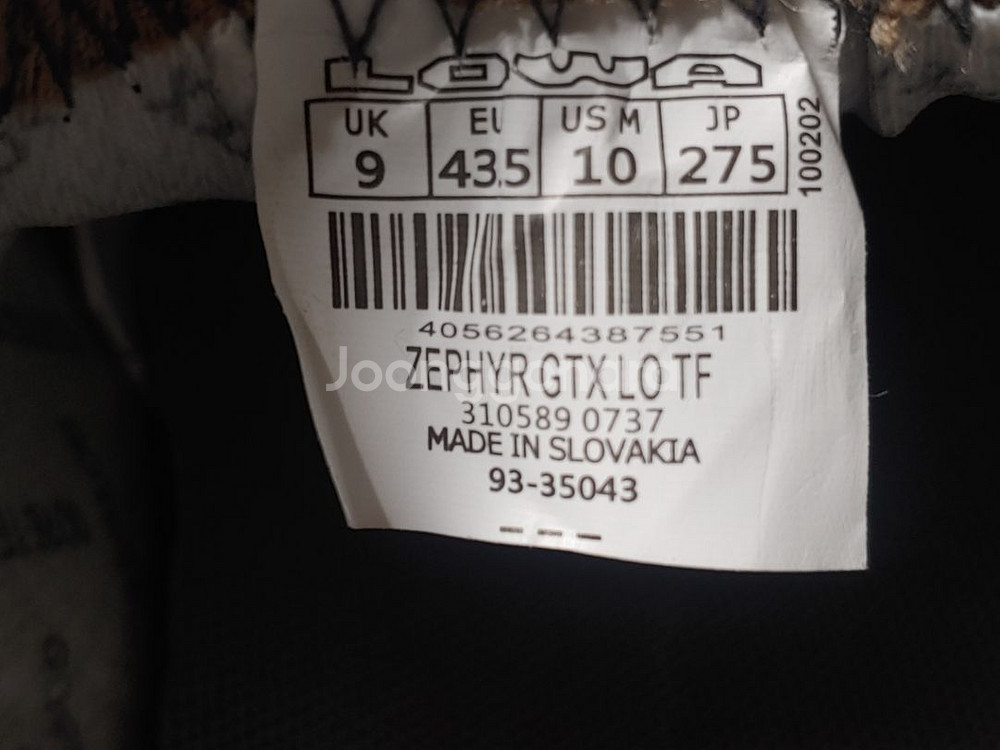 LOWA
UK EU US M JP
9 43.5 10 275
100202
4056264387551
ZEPHYR GTX LO TF
Joonggonara
310589 0737
MADE IN SLOVAKIA
93-35043